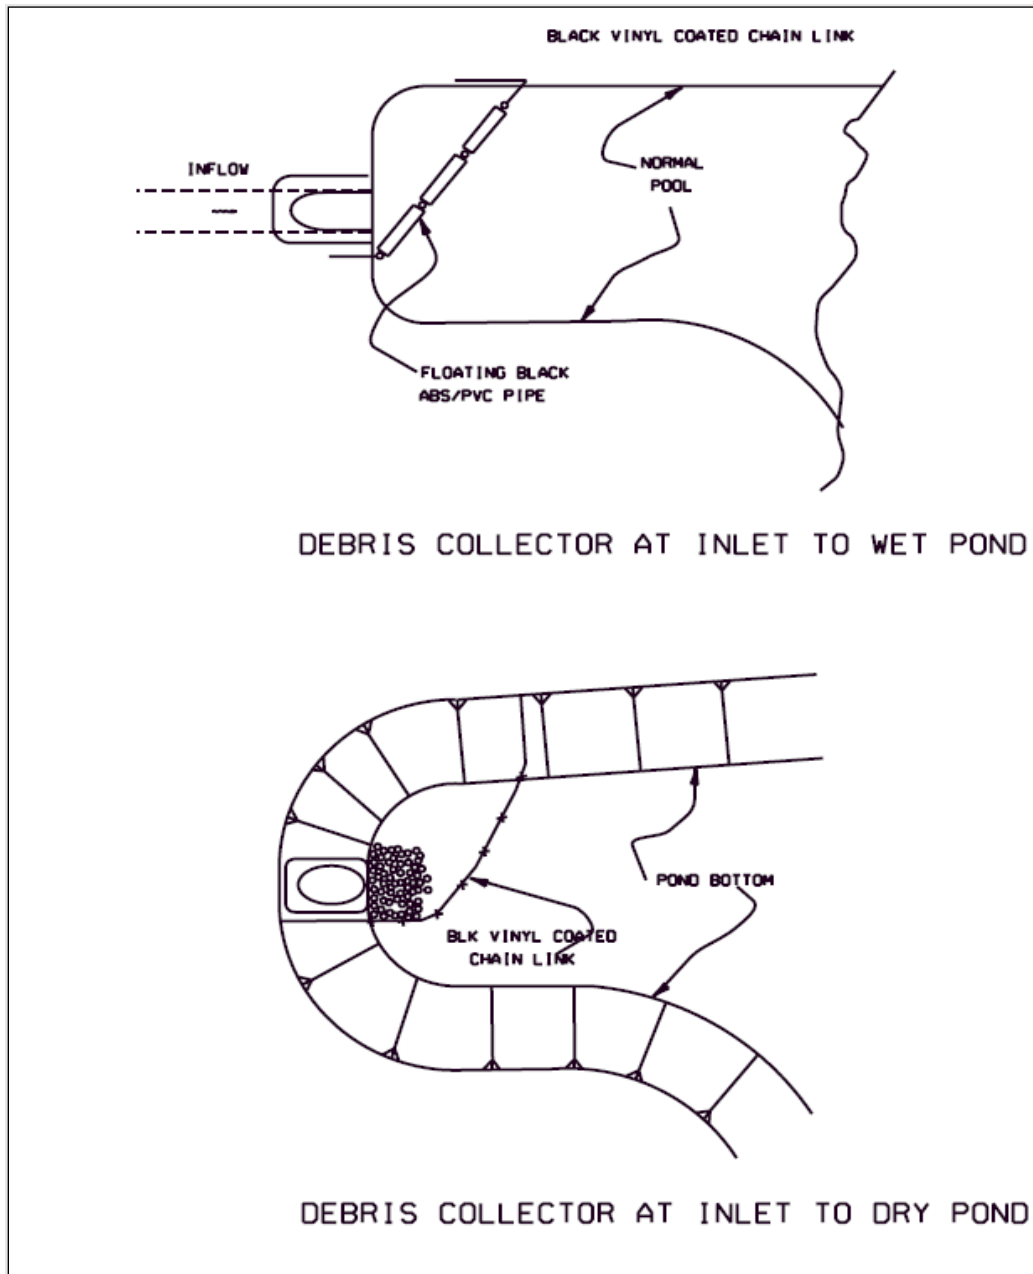 BLACK VINYL COATED CHAIN LINK
INFLOW
NORMAL
POOL
FLOATING BLACK
ABS/PVC PIPE
DEBRIS COLLECTOR AT INLET TO WET POND
POND BOTTOM
BLK VINYL COATED
CHAIN LINK
DEBRIS COLLECTOR AT INLET TO DRY POND